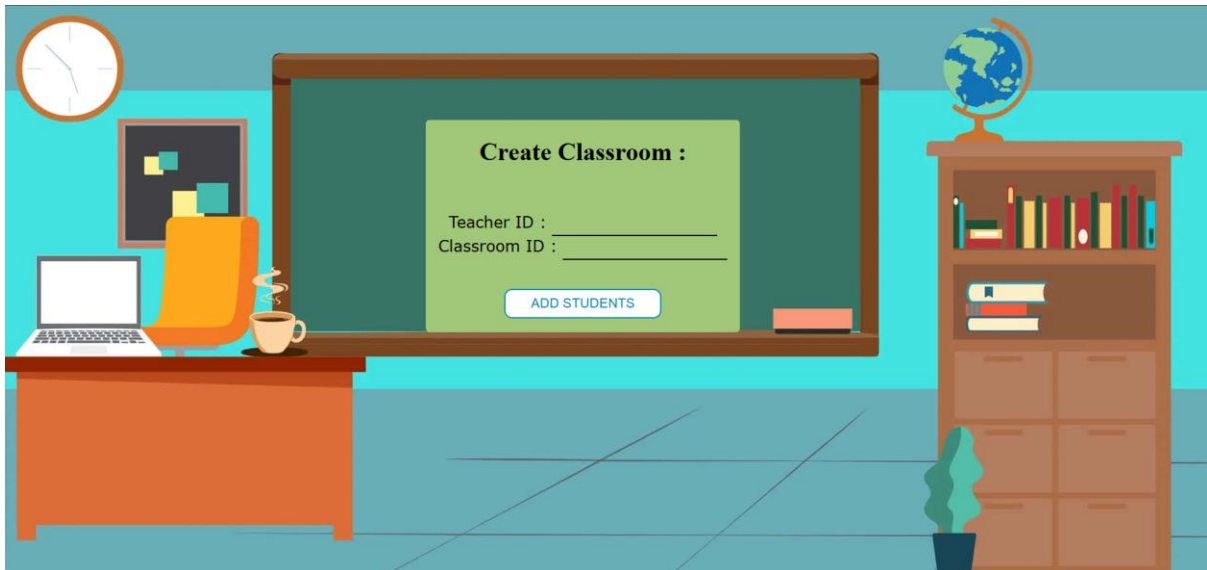 Create Classroom :
Teacher ID :
Classroom ID :
ADD STUDENTS